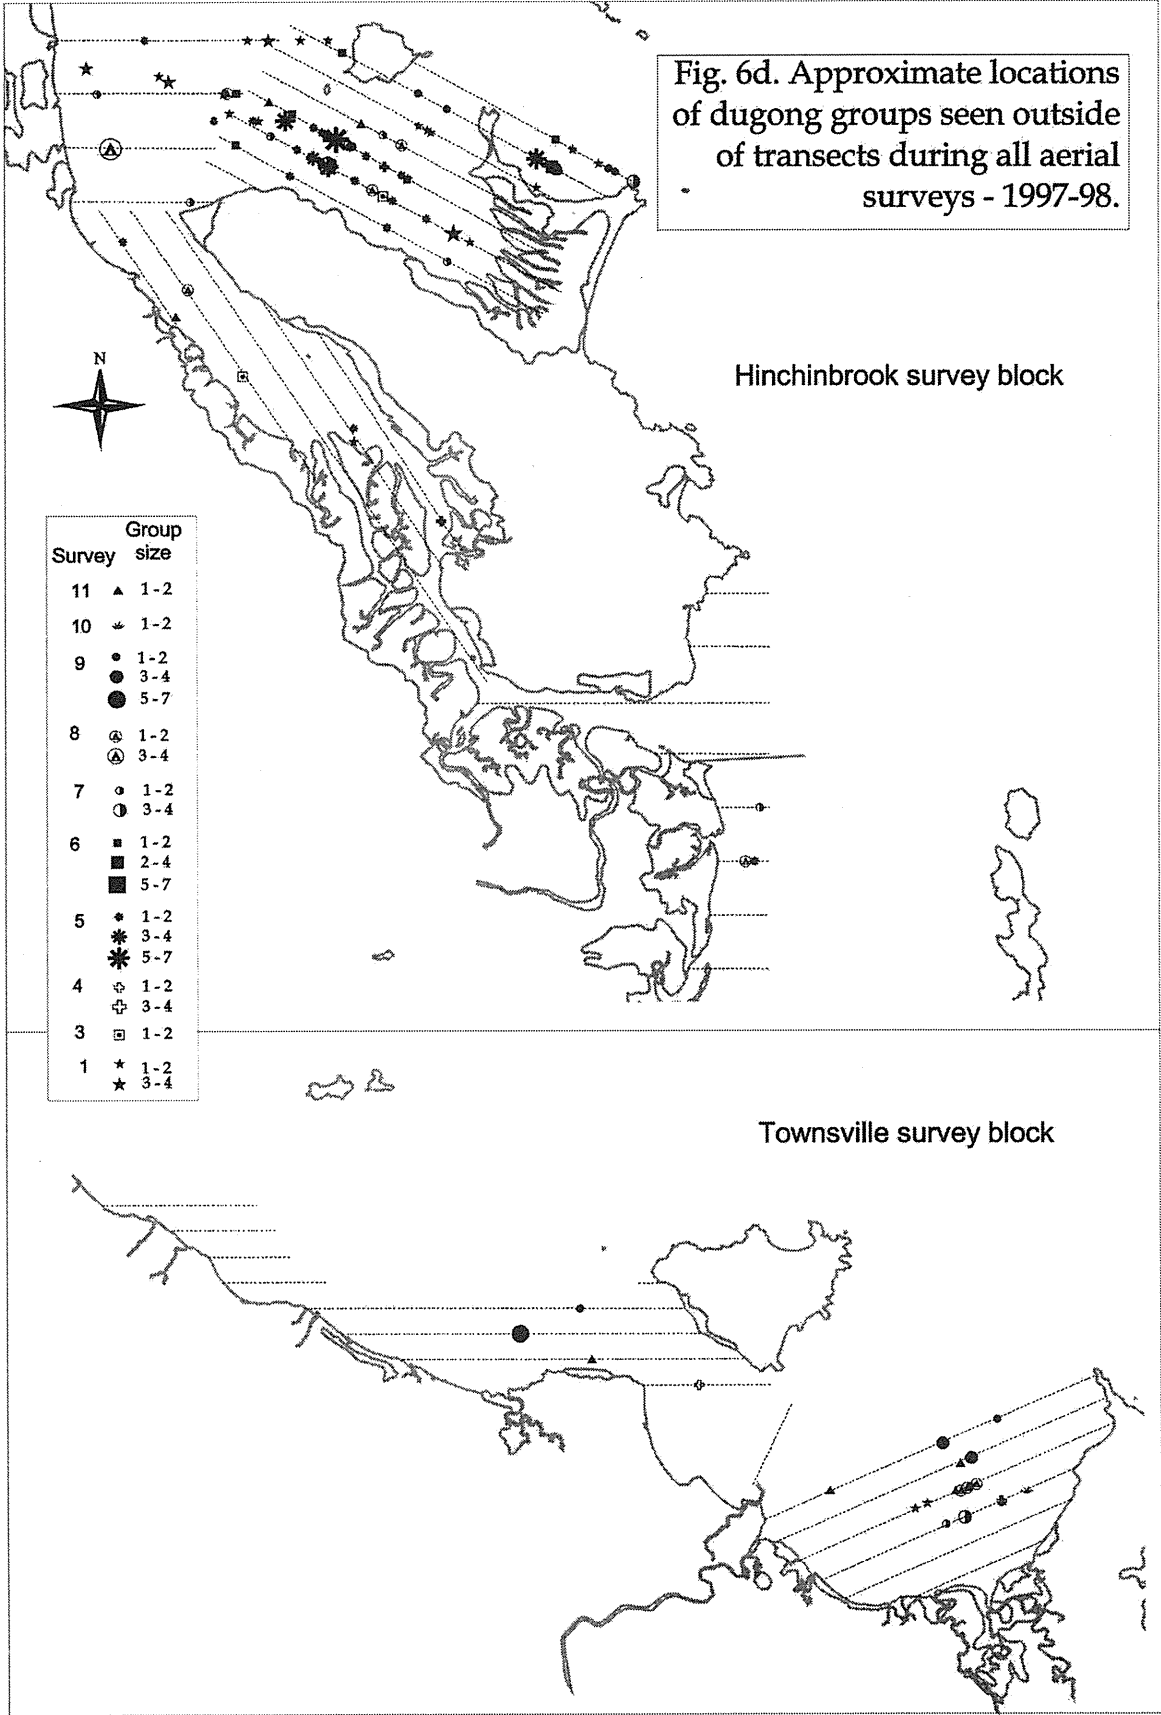 Fig. 6d. Approximate locations
of dugong groups seen outside
of transects during all aerial
surveys - 1997-98.
Hinchinbrook survey block
N
Group
Survey size
11 1-2
10 1-2
9 1-2
3-4
5-7
8 1-2
3-4
7 1-2
3-4
6 1-2
2-4
5-7
5 1-2
3-4
5-7
4 1-2
3-4
3 1-2
1 1-2
3-4
Townsville survey block